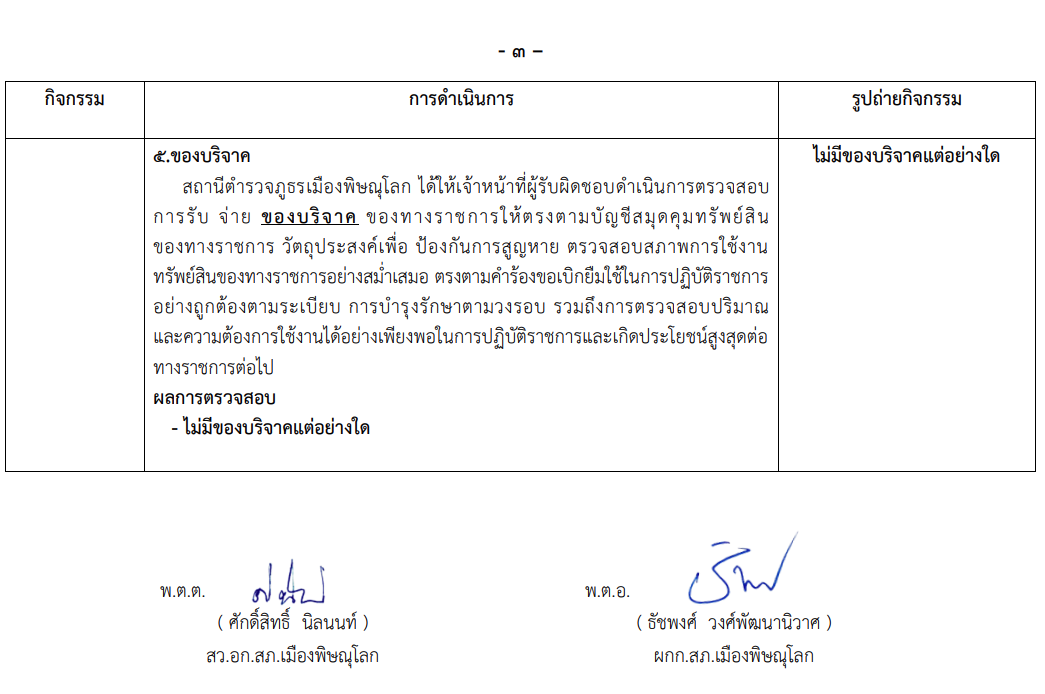 - ๓ –
กิจกรรม การดำเนินการ รูปถ่ายกิจกรรม
๕.ของบริจาค ไม่มีของบริจาคแต่อย่างใด
สถานีตำรวจภูธรเมืองพิษณุโลก ได้ให้เจ้าหน้าที่ผู้รับผิดชอบดำเนินการตรวจสอบ
การรับ จ่าย ของบริจาค ของทางราชการให้ตรงตามบัญชีสมุดคุมทรัพย์สิน
ของทางราชการ วัตถุประสงค์เพื่อ ป้องกันการสูญหาย ตรวจสอบสภาพการใช้งาน
ทรัพย์สินของทางราชการอย่างสม่ำเสมอ ตรงตามคำร้องขอเบิกยืมใช้ในการปฏิบัติราชการ
อย่างถูกต้องตามระเบียบ การบำรุงรักษาตามวงรอบ รวมถึงการตรวจสอบปริมาณ
และความต้องการใช้งานได้อย่างเพียงพอในการปฏิบัติราชการและเกิดประโยชน์สูงสุดต่อ
ทางราชการต่อไป
ผลการตรวจสอบ
- ไม่มีของบริจาคแต่อย่างใด
พ.ต.ต. พ.ต.อ.
( ศักดิ์สิทธิ์ นิลนนท์ ) ( ธัชพงศ์ วงศ์พัฒนานิวาศ )
สว.อก.สภ.เมืองพิษณุโลก ผกก.สภ.เมืองพิษณุโลก